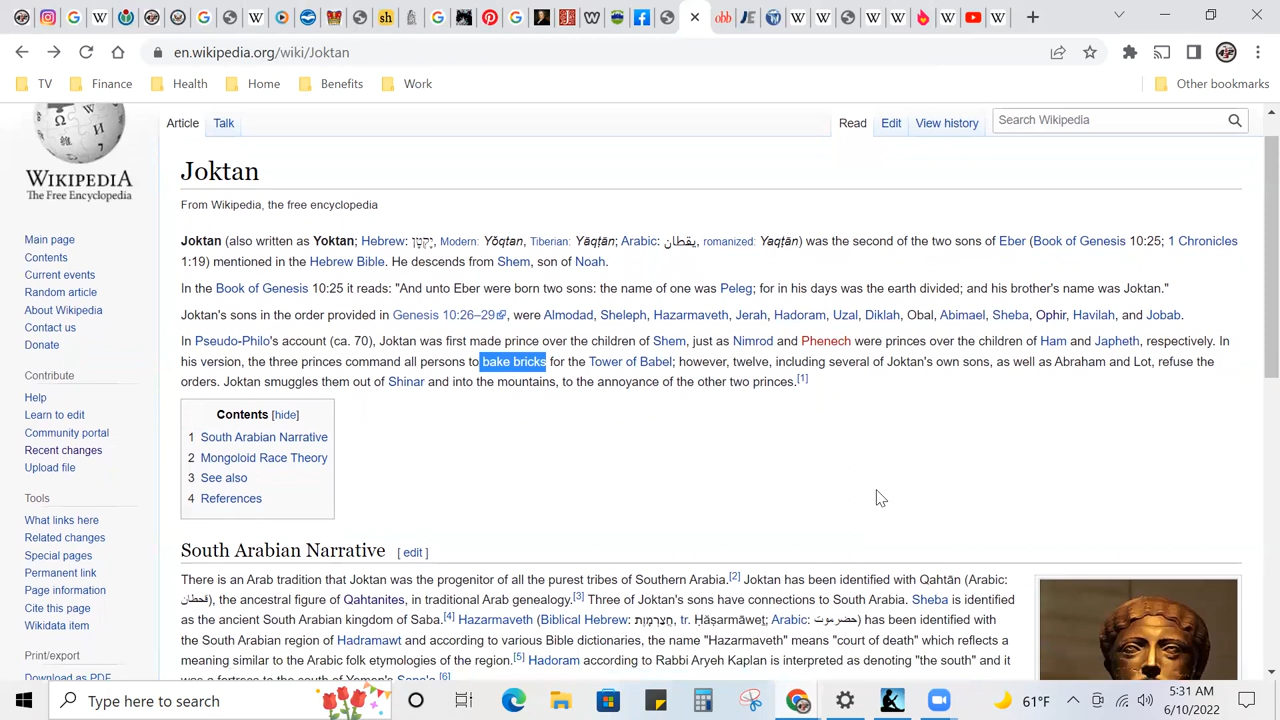 en.wikipedia.org/wiki/Joktan
TV Finance Health Home Benefits Work Other bookmarks
Article Talk Read Edit View history Search Wikipedia
WIKIPEDIA
The Free Encyclopedia
Joktan
From Wikipedia, the free encyclopedia
Joktan (also written as Yoktan; Hebrew: יָקְטָן, Modern: Yŏqtan, Tiberian: Yāqṭān; Arabic: يقطان, romanized: Yaqṭān) was the second of the two sons of Eber (Book of Genesis 10:25; 1 Chronicles
1:19) mentioned in the Hebrew Bible. He descends from Shem, son of Noah.
In the Book of Genesis 10:25 it reads: "And unto Eber were born two sons: the name of one was Peleg; for in his days was the earth divided; and his brother's name was Joktan."
Joktan's sons in the order provided in Genesis 10:26–29, were Almodad, Sheleph, Hazarmaveth, Jerah, Hadoram, Uzal, Diklah, Obal, Abimael, Sheba, Ophir, Havilah, and Jobab.
In Pseudo-Philo's account (ca. 70), Joktan was first made prince over the children of Shem, just as Nimrod and Phenech were princes over the children of Ham and Japheth, respectively. In
his version, the three princes command all persons to bake bricks for the Tower of Babel; however, twelve, including several of Joktan's own sons, as well as Abraham and Lot, refuse the
orders. Joktan smuggles them out of Shinar and into the mountains, to the annoyance of the other two princes.[1]
Contents [hide]
1 South Arabian Narrative
2 Mongoloid Race Theory
3 See also
4 References
South Arabian Narrative [ edit ]
There is an Arab tradition that Joktan was the progenitor of all the purest tribes of Southern Arabia.[2] Joktan has been identified with Qahtān (Arabic:
قحطان), the ancestral figure of Qahtanites, in traditional Arab genealogy.[3] Three of Joktan's sons have connections to South Arabia. Sheba is identified
as the ancient South Arabian kingdom of Saba.[4] Hazarmaveth (Biblical Hebrew: חֲצַרְמָוֶת, tr. Ḥăṣarmāweṯ; Arabic: حضرموت) has been identified with
the South Arabian region of Hadramawt and according to various Bible dictionaries, the name "Hazarmaveth" means "court of death" which reflects a
meaning similar to the Arabic folk etymologies of the region.[5] Hadoram according to Rabbi Aryeh Kaplan is interpreted as denoting "the south" and it
was a fortress to the south of Yemen's Sana'a.[6]
Main page
Contents
Current events
Random article
About Wikipedia
Contact us
Donate
Contribute
Help
Learn to edit
Community portal
Recent changes
Upload file
Tools
What links here
Related changes
Special pages
Permanent link
Page information
Cite this page
Wikidata item
Print/export
Download as PDF
Type here to search
61°F
5:31 AM
6/10/2022